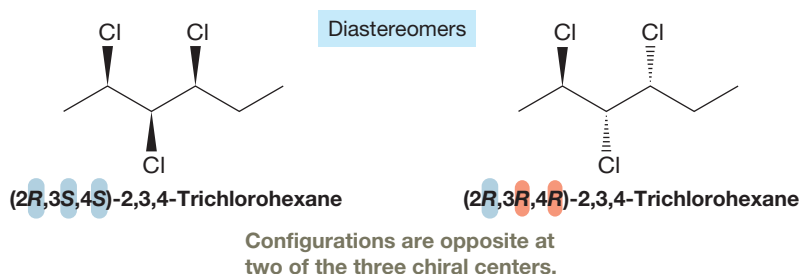 Diastereomers
Cl Cl Cl Cl
Cl Cl
(2R,3S,4S)-2,3,4-Trichlorohexane (2R,3R,4R)-2,3,4-Trichlorohexane
Configurations are opposite at
two of the three chiral centers.